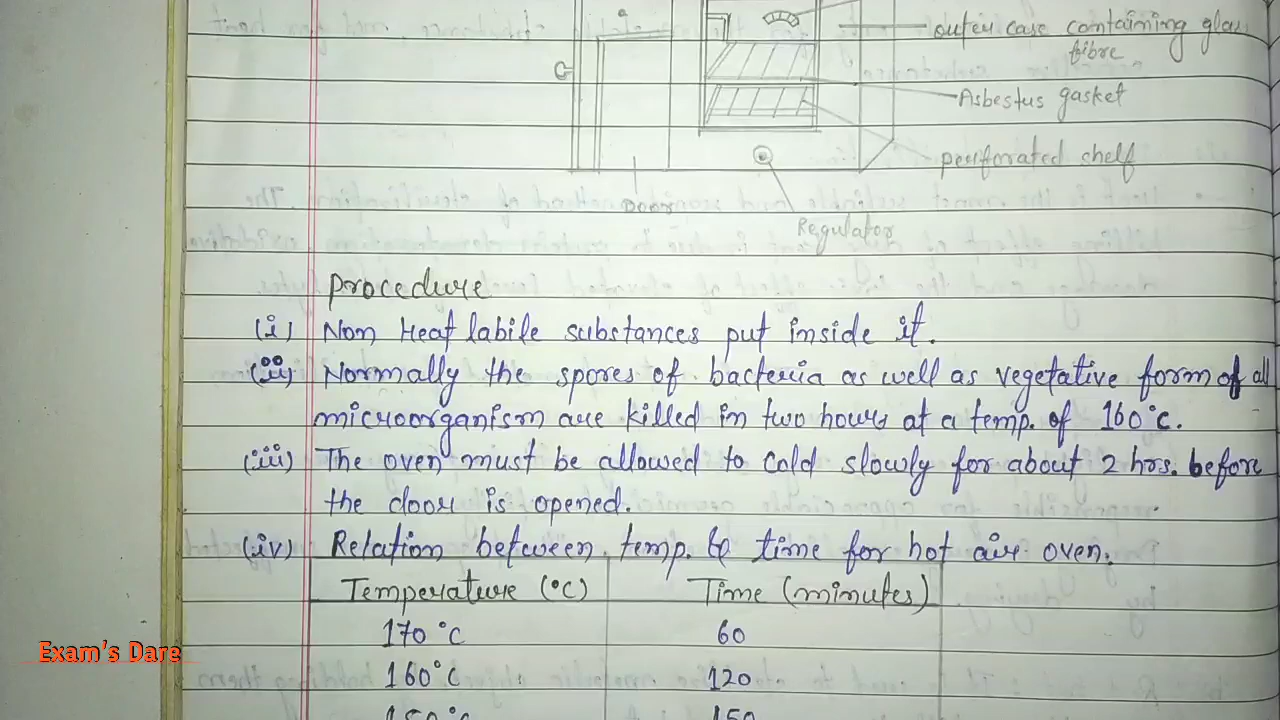 outer case containing glas
fibre
Asbestus gasket
perforated shelf
Door
Regulator
procedure
(i) Non Heat labile substances put inside it.
(ii) Normally the spores of bacteria as well as vegetative form of all
microorganism are killed in two hours at a temp. of 160°c.
(iii) The oven must be allowed to cold slowly for about 2 hrs. before
the door is opened.
(iv) Relation between temp. & time for hot air oven.
Temperature (°C) Time (minutes)
170°C 60
160°C 120
150°C 150
Exam's Dare